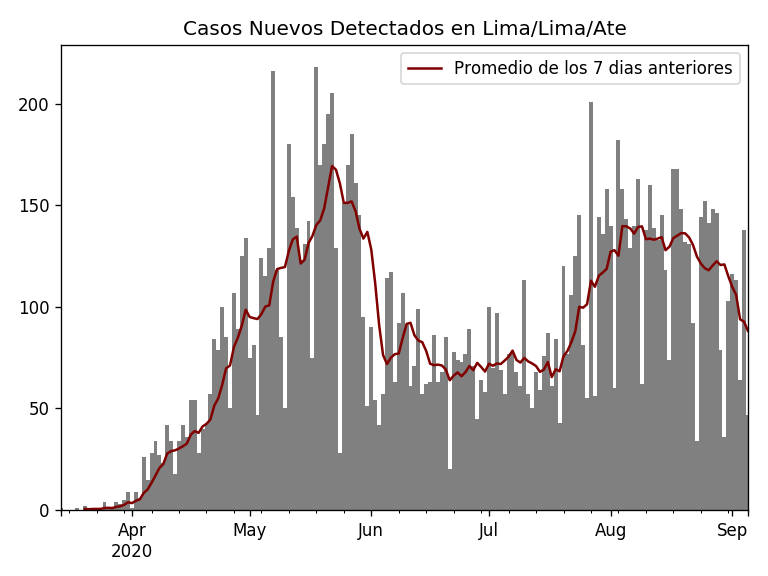 Casos Nuevos Detectados en Lima/Lima/Ate
Promedio de los 7 dias anteriores
200
150
100
50
0
Apr
2020
May
Jun
Jul
Aug
Sep